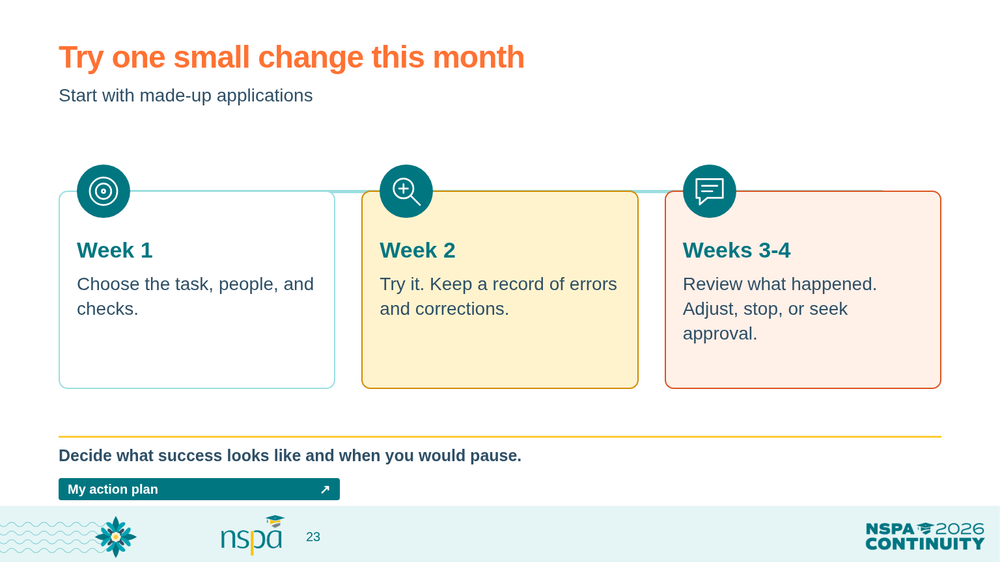 Try one small change this month
Start with made-up applications
Week 1
Choose the task, people, and
checks.
Week 2
Try it. Keep a record of errors
and corrections.
Weeks 3-4
Review what happened.
Adjust, stop, or seek
approval.
Decide what success looks like and when you would pause.
My action plan ↗
nspa
23
NSPA 2026
CONTINUITY